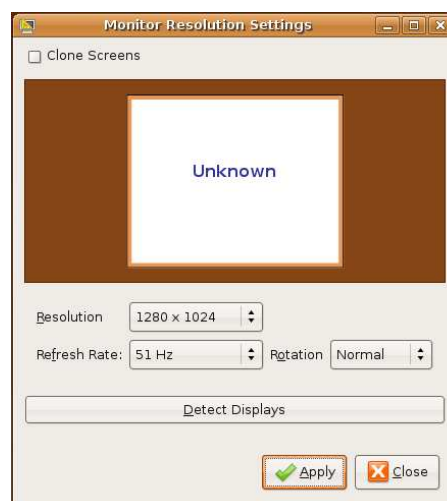 Monitor Resolution Settings
Clone Screens
Unknown
Resolution 1280 × 1024
Refresh Rate: 51 Hz Rotation Normal
Detect Displays
Apply Close